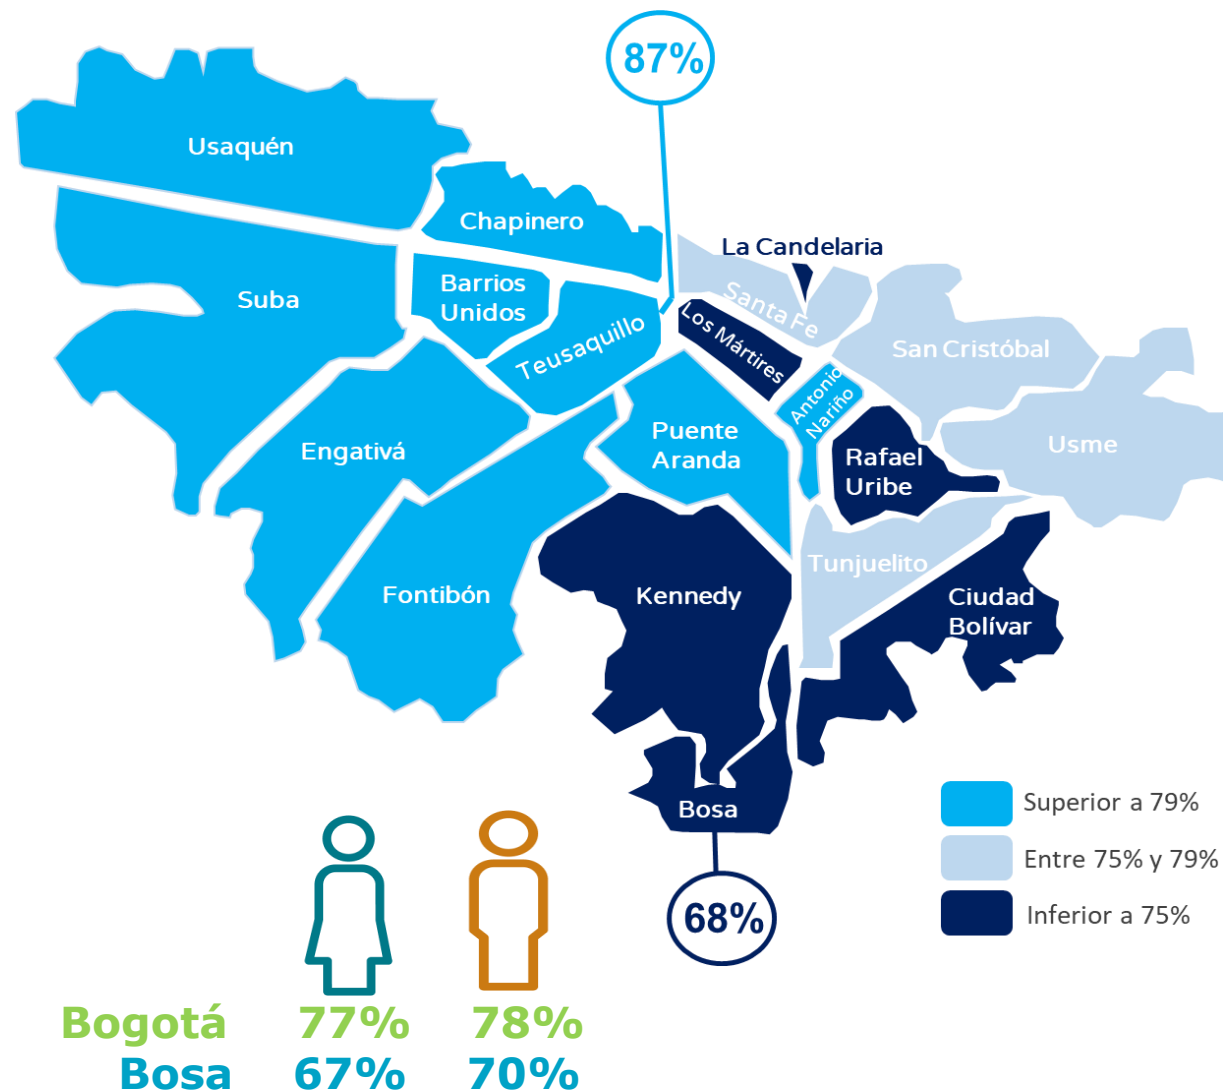 87%
Usaquén
Chapinero
La Candelaria
Barrios
Unidos
Suba
Santa Fe
Los Mártires
Teusaquillo
San Cristóbal
Antonio
Nariño
Puente
Aranda
Engativá
Rafael
Uribe
Usme
Tunjuelito
Fontibón
Kennedy
Ciudad
Bolívar
Bosa
Superior a 79%
Entre 75% y 79%
Inferior a 75%
68%
Bogotá 77% 78%
Bosa 67% 70%